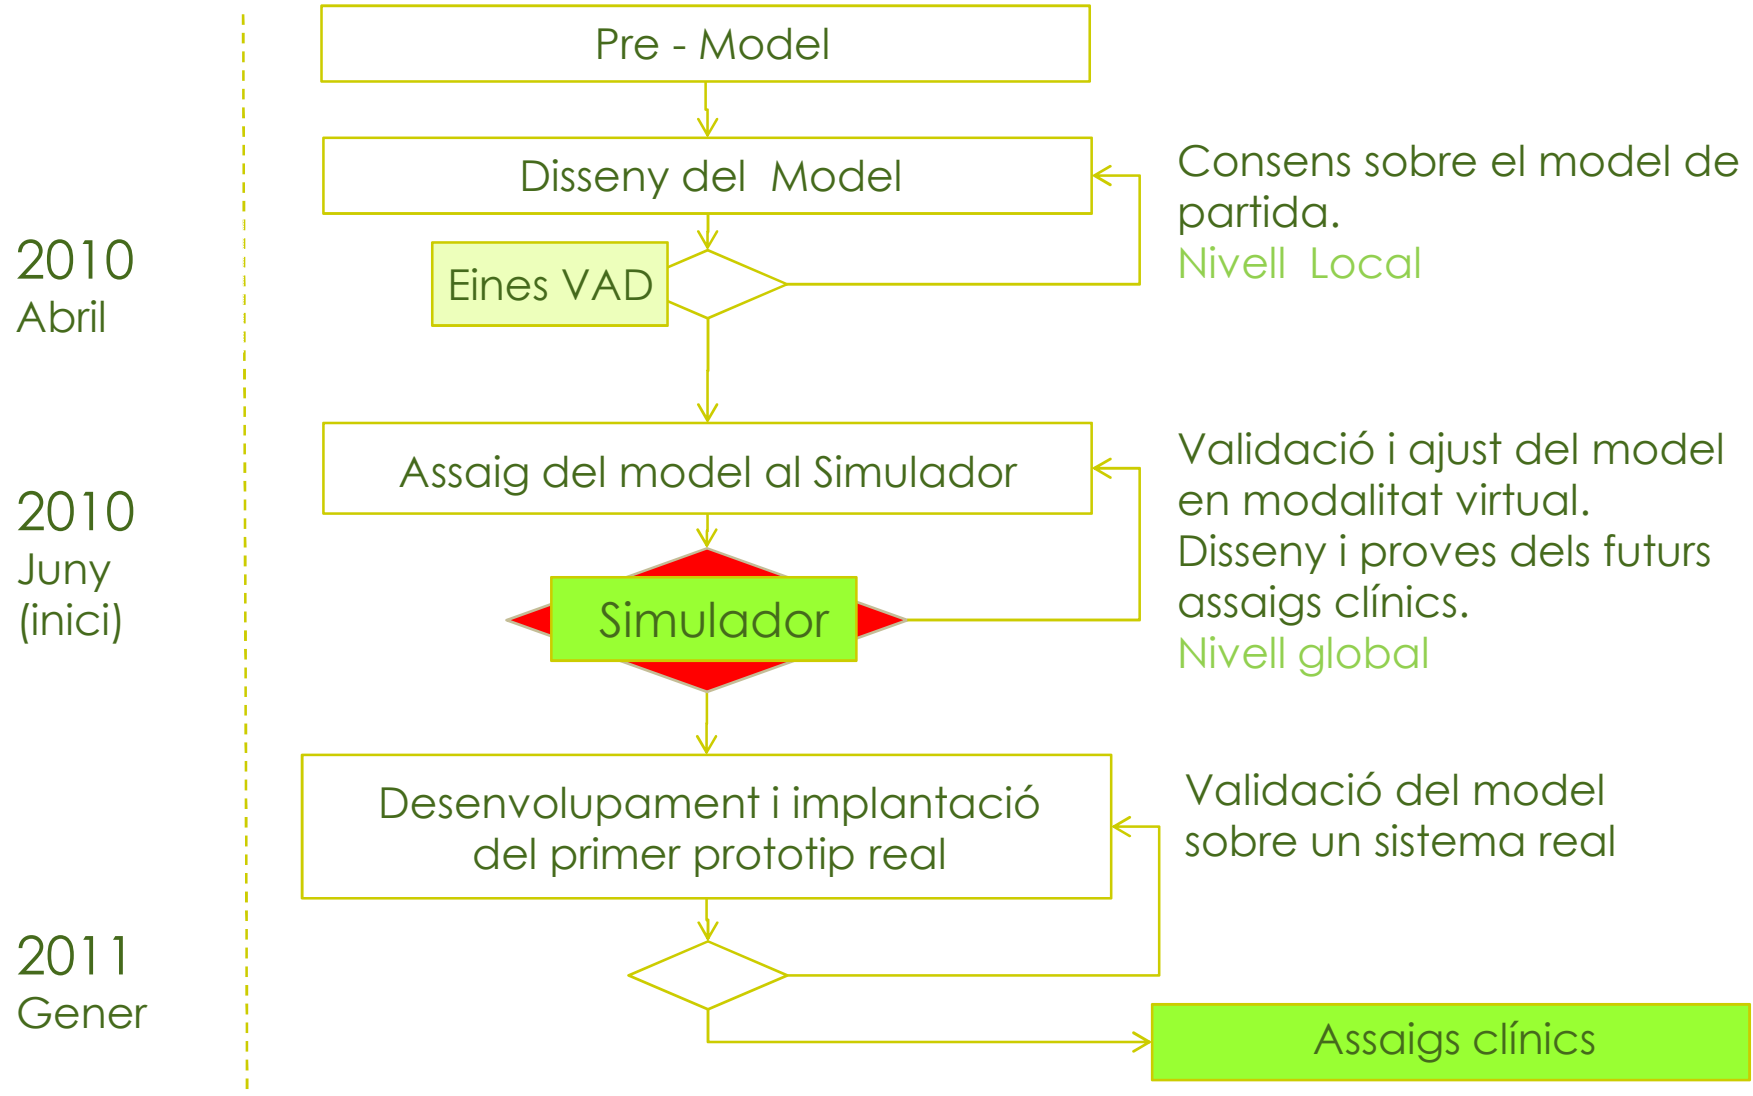 Pre - Model
Disseny del Model
Consens sobre el model de
partida.
Nivell Local
2010
Abril
Eines VAD
Assaig del model al Simulador
Validació i ajust del model
en modalitat virtual.
Disseny i proves dels futurs
assaigs clínics.
Nivell global
2010
Juny
(inici)
Simulador
Desenvolupament i implantació
del primer prototip real
Validació del model
sobre un sistema real
2011
Gener
Assaigs clínics